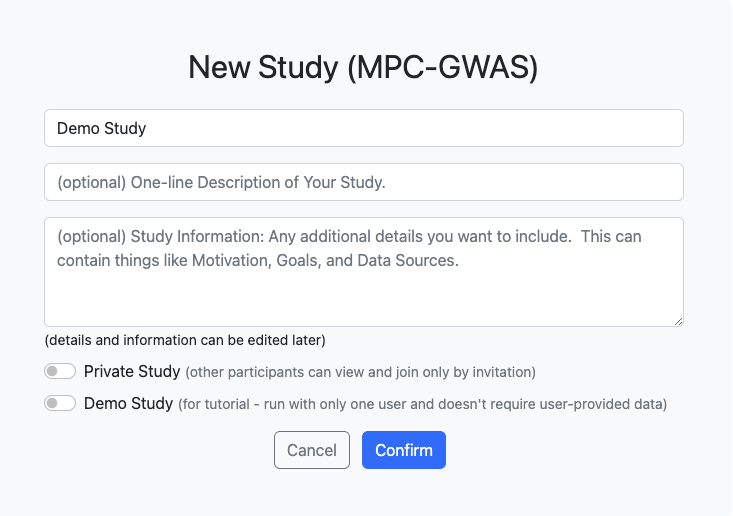 New Study (MPC-GWAS)
Demo Study
(optional) One-line Description of Your Study.
(optional) Study Information: Any additional details you want to include.  This can
contain things like Motivation, Goals, and Data Sources.
(details and information can be edited later)
Private Study (other participants can view and join only by invitation)
Demo Study (for tutorial - run with only one user and doesn't require user-provided data)
Cancel Confirm